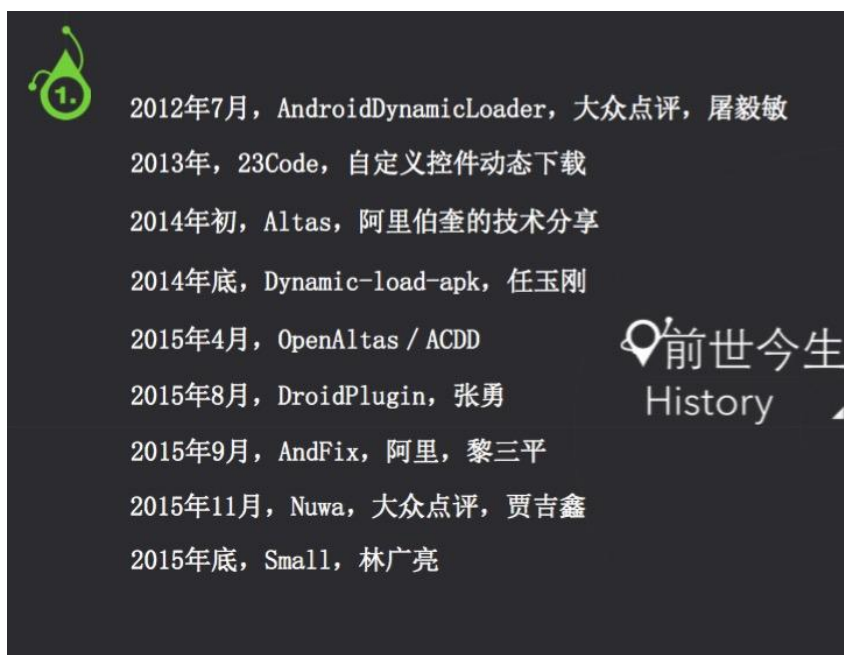 1.
2012年7月，AndroidDynamicLoader，大众点评，屠毅敏
2013年，23Code，自定义控件动态下载
2014年初，Altas，阿里伯奎的技术分享
2014年底，Dynamic-load-apk，任玉刚
2015年4月，OpenAltas / ACDD
2015年8月，DroidPlugin，张勇
2015年9月，AndFix，阿里，黎三平
2015年11月，Nuwa，大众点评，贾吉鑫
2015年底，Small，林广亮
前世今生
History